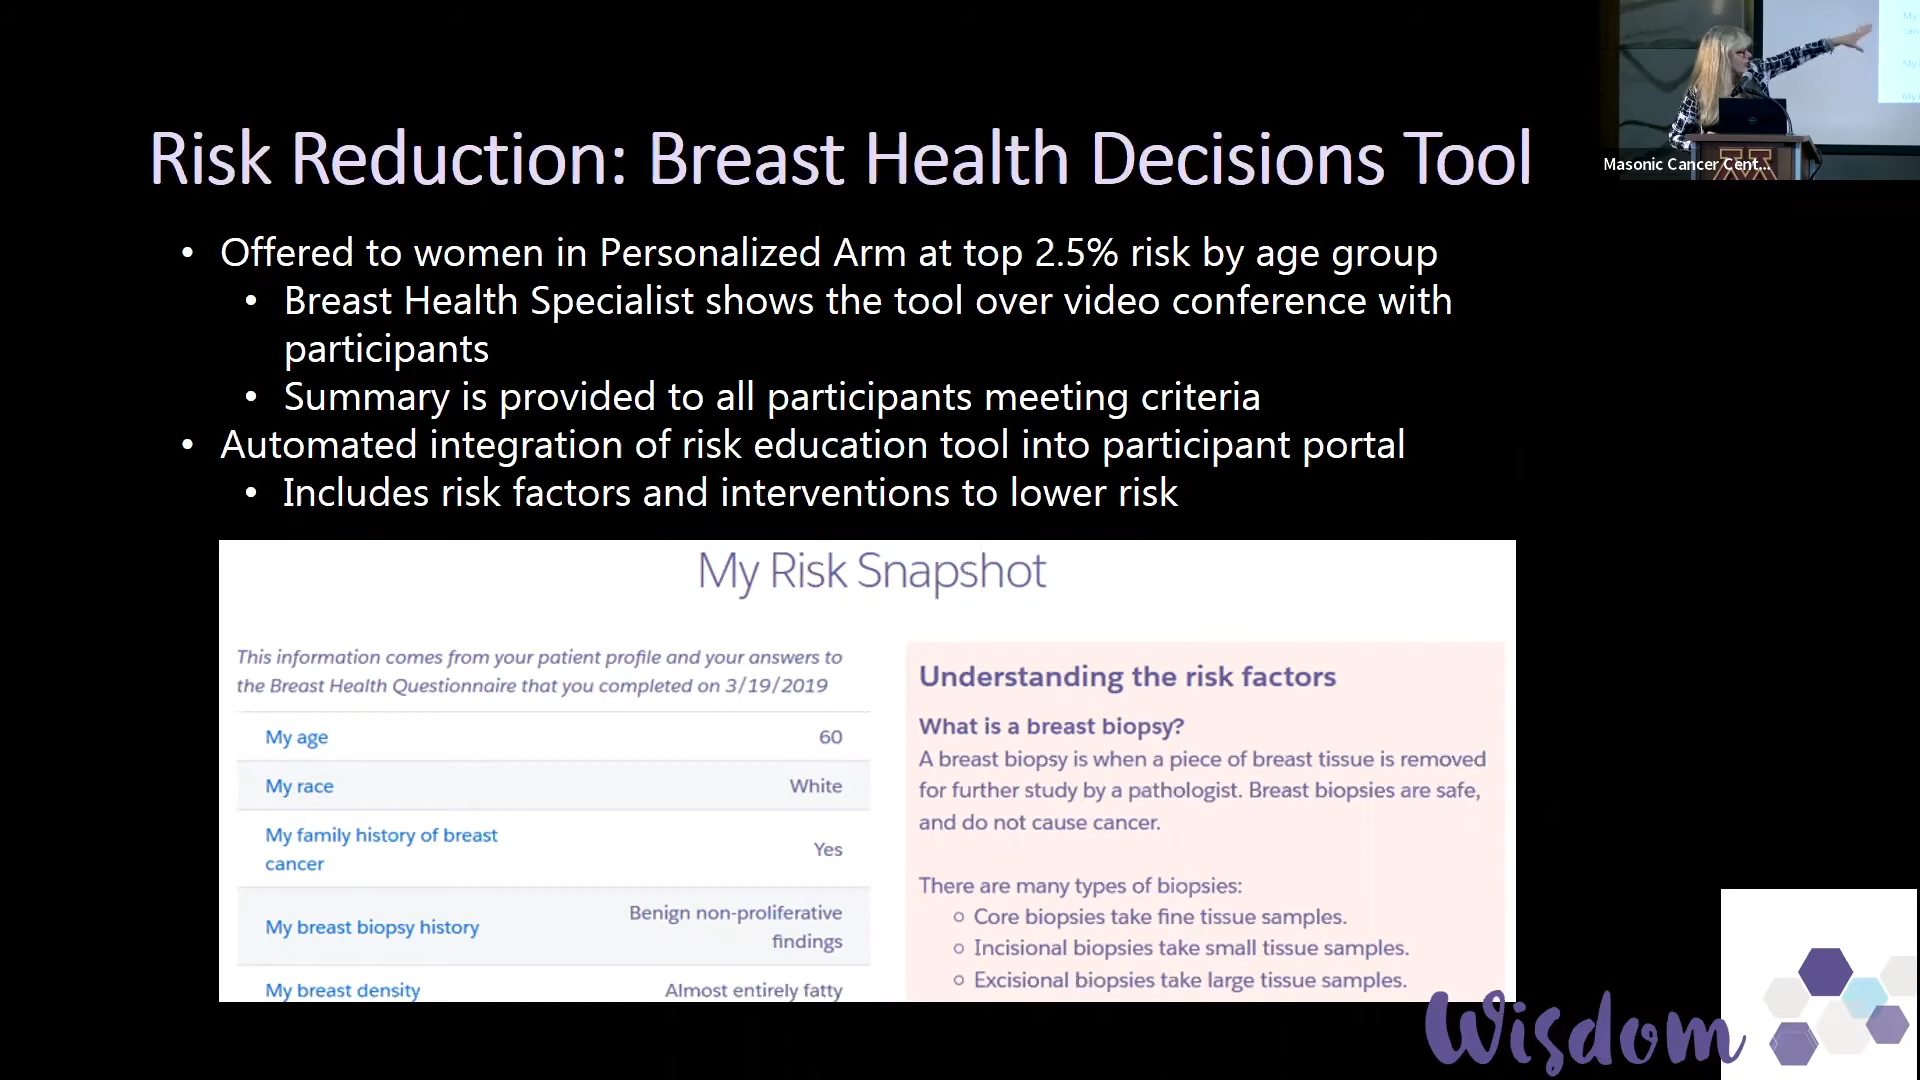 Risk Reduction: Breast Health Decisions Tool
Masonic Cancer Cent...
• Offered to women in Personalized Arm at top 2.5% risk by age group
• Breast Health Specialist shows the tool over video conference with
participants
• Summary is provided to all participants meeting criteria
• Automated integration of risk education tool into participant portal
• Includes risk factors and interventions to lower risk
My Risk Snapshot
This information comes from your patient profile and your answers to
the Breast Health Questionnaire that you completed on 3/19/2019
My age 60
My race White
My family history of breast
cancer
Yes
My breast biopsy history
Benign non-proliferative
findings
My breast density Almost entirely fatty
Understanding the risk factors
What is a breast biopsy?
A breast biopsy is when a piece of breast tissue is removed
for further study by a pathologist. Breast biopsies are safe,
and do not cause cancer.
There are many types of biopsies:
○ Core biopsies take fine tissue samples.
○ Incisional biopsies take small tissue samples.
○ Excisional biopsies take large tissue samples.
Wisdom